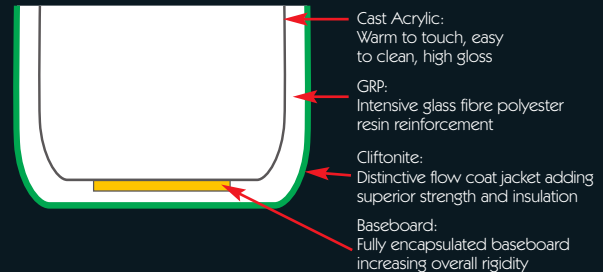 Cast Acrylic:
Warm to touch, easy
to clean, high gloss
GRP:
Intensive glass fibre polyester
resin reinforcement
Cliftonite:
Distinctive flow coat jacket adding
superior strength and insulation
Baseboard:
Fully encapsulated baseboard
increasing overall rigidity